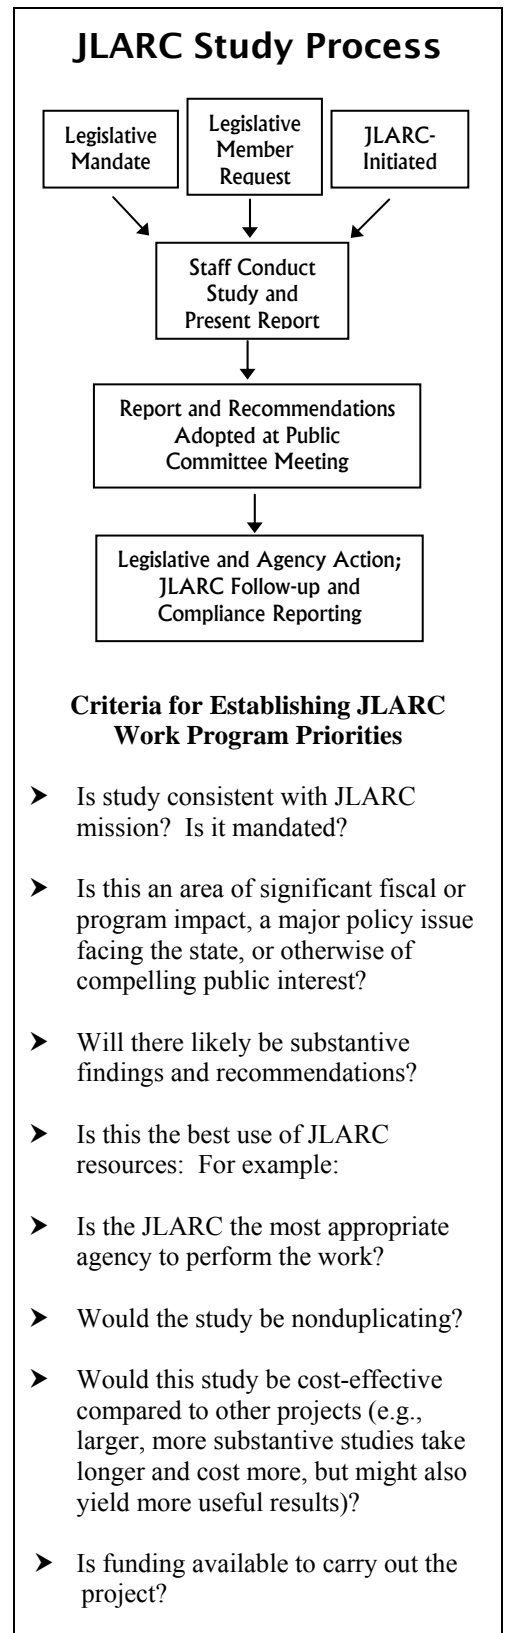 JLARC Study Process
Legislative
Mandate
Legislative
Member
Request
JLARC-
Initiated
Staff Conduct
Study and
Present Report
Report and Recommendations
Adopted at Public
Committee Meeting
Legislative and Agency Action;
JLARC Follow-up and
Compliance Reporting
Criteria for Establishing JLARC
Work Program Priorities
➤ Is study consistent with JLARC
mission? Is it mandated?
➤ Is this an area of significant fiscal or
program impact, a major policy issue
facing the state, or otherwise of
compelling public interest?
➤ Will there likely be substantive
findings and recommendations?
➤ Is this the best use of JLARC
resources: For example:
➤ Is the JLARC the most appropriate
agency to perform the work?
➤ Would the study be nonduplicating?
➤ Would this study be cost-effective
compared to other projects (e.g.,
larger, more substantive studies take
longer and cost more, but might also
yield more useful results)?
➤ Is funding available to carry out the
project?